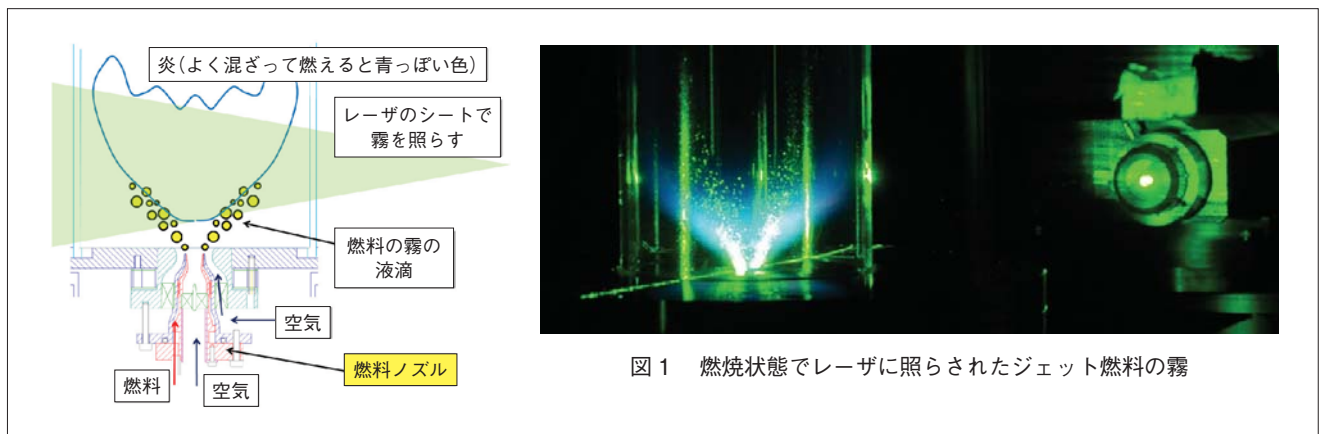 炎(よく混ざって燃えると青っぽい色)
レーザのシートで
霧を照らす
燃料の霧の
液滴
空気
燃料ノズル
燃料
空気
図1 燃焼状態でレーザに照らされたジェット燃料の霧